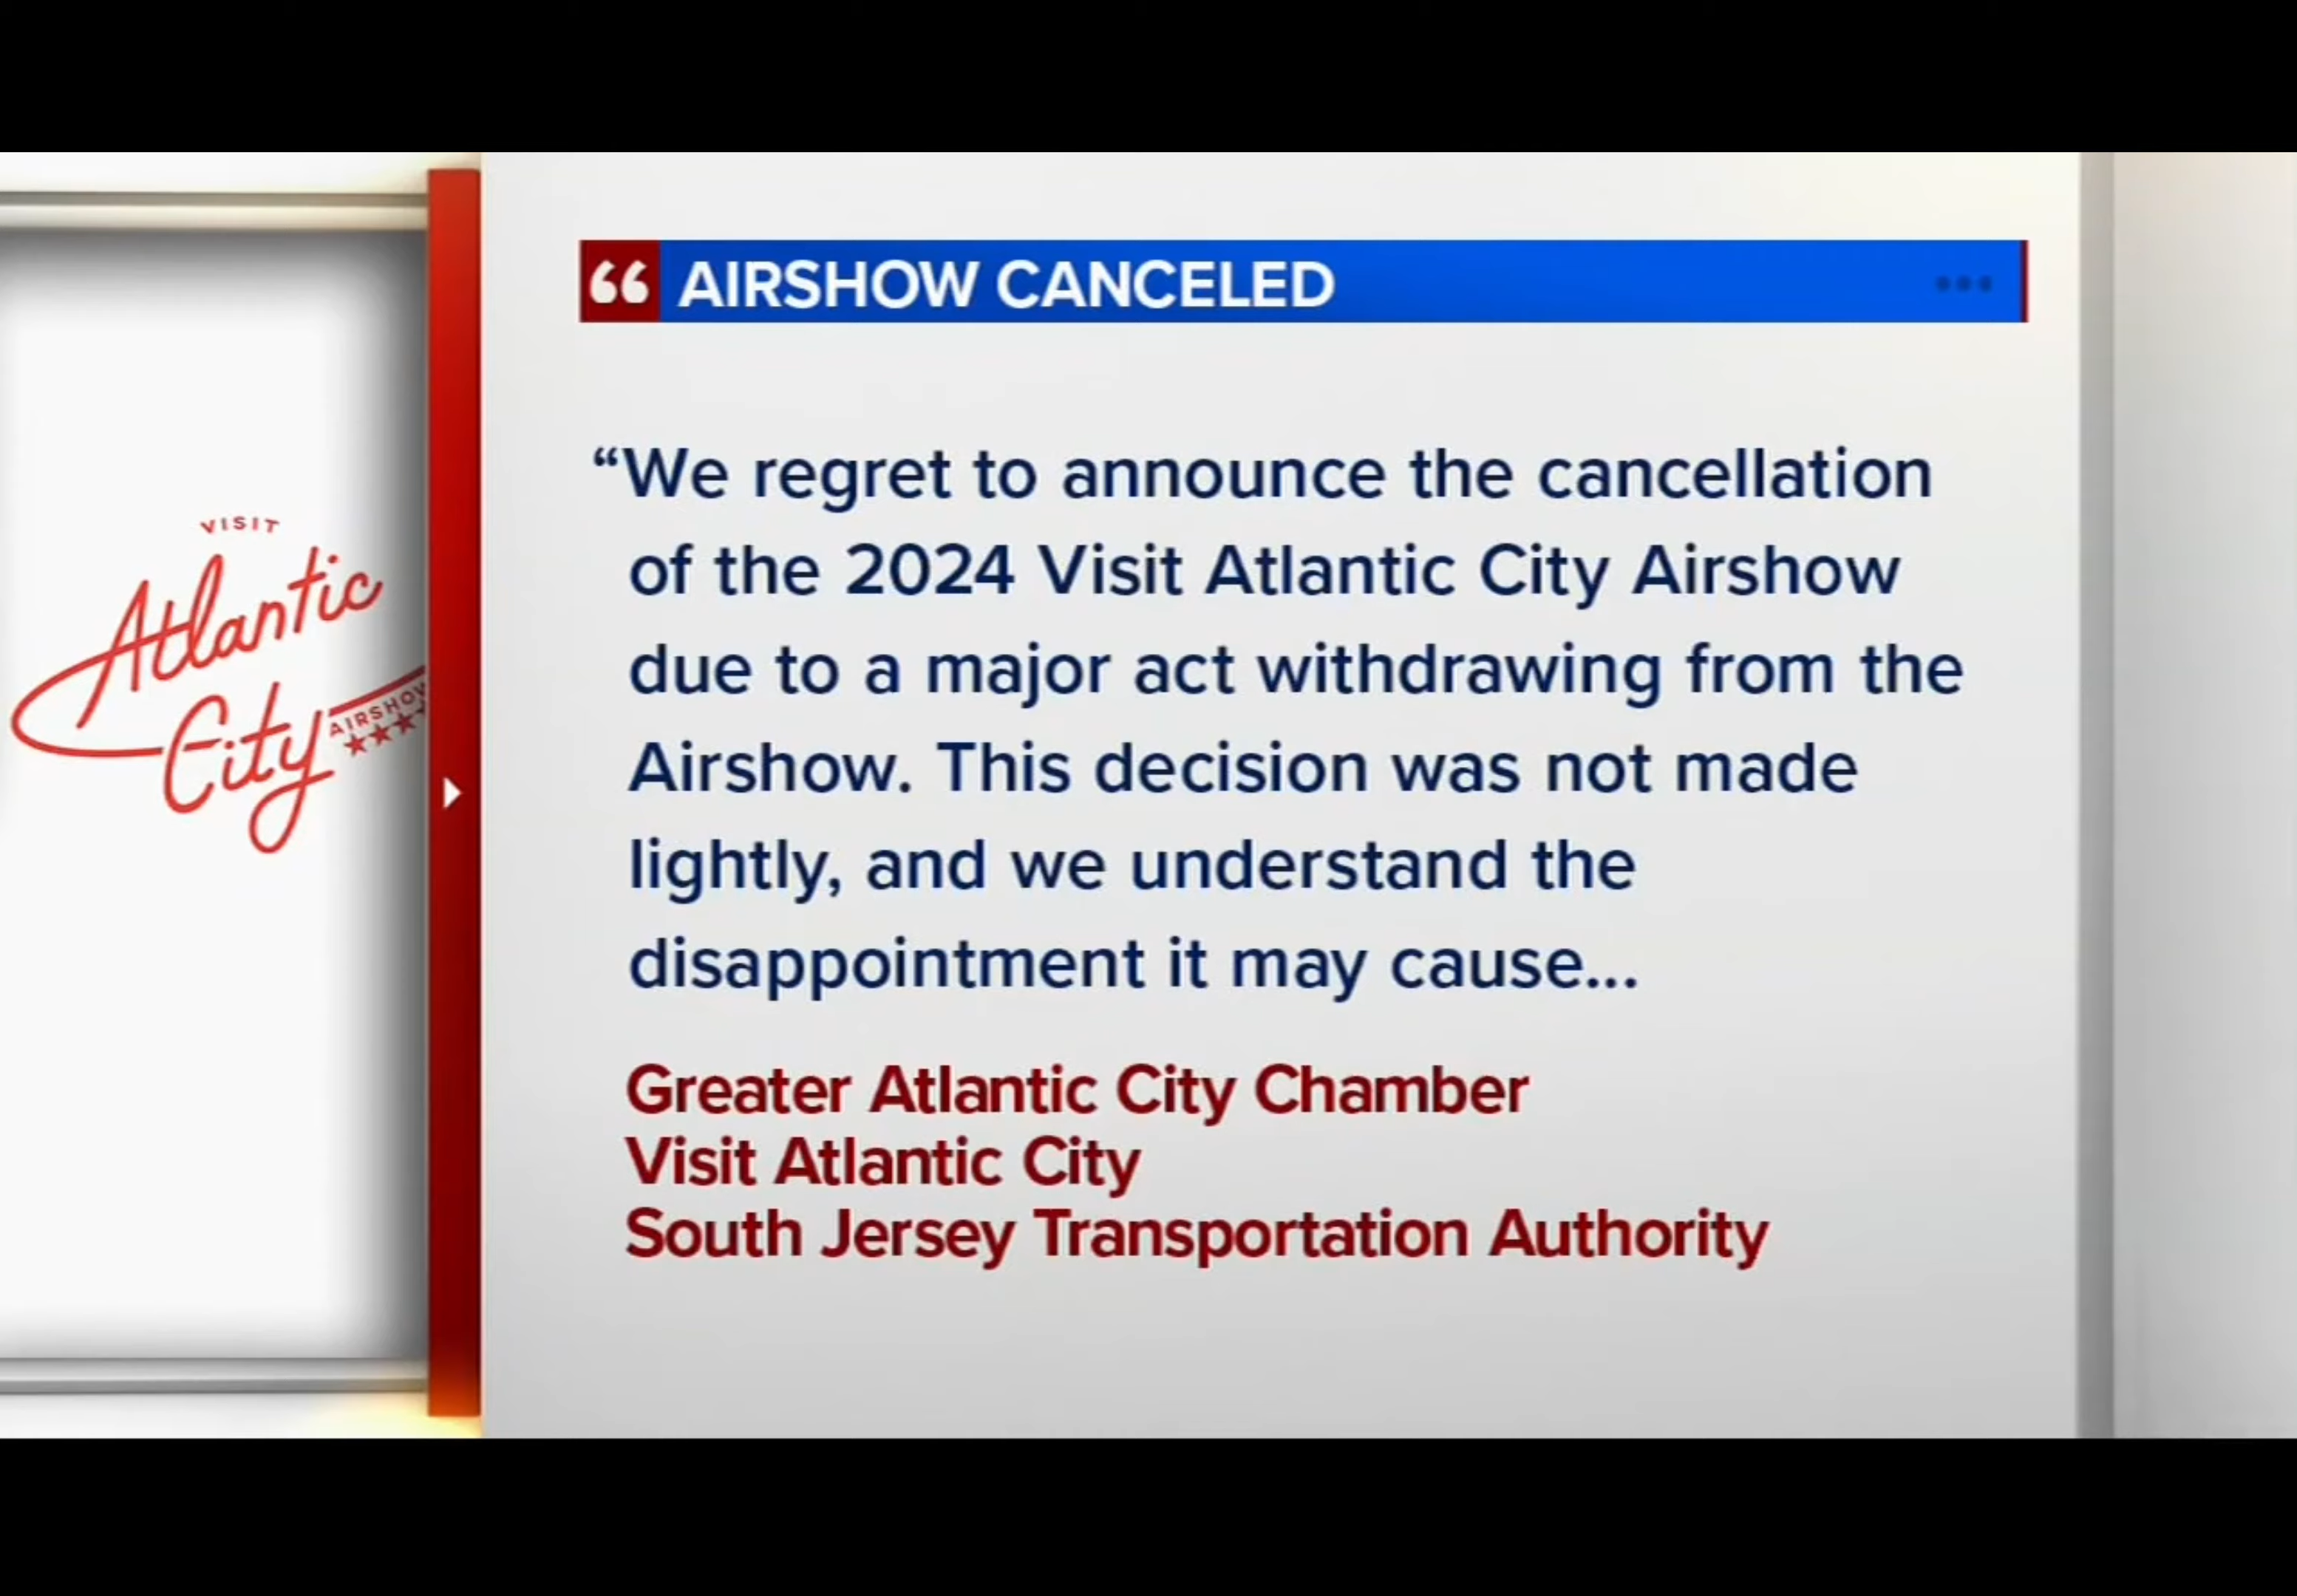 VISIT
Atlantic
City
AIRSHOW
“ AIRSHOW CANCELED
“We regret to announce the cancellation
of the 2024 Visit Atlantic City Airshow
due to a major act withdrawing from the
Airshow. This decision was not made
lightly, and we understand the
disappointment it may cause...
Greater Atlantic City Chamber
Visit Atlantic City
South Jersey Transportation Authority